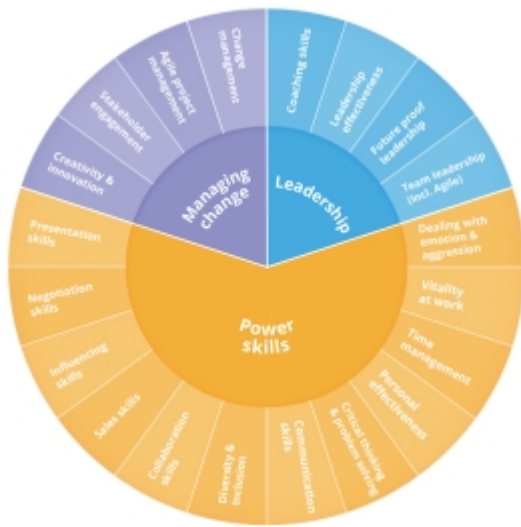 Change
management
Agile project
management
Stakeholder
engagement
Creativity &
innovation
Managing
change
Coaching skills
Leadership
effectiveness
Future proof
leadership
Team leadership
(incl. Agile)
Leadership
Dealing with
emotion &
aggression
Vitality
at work
Time
management
Personal
effectiveness
Critical thinking
& problem solving
Communication
skills
Diversity &
inclusion
Collaboration
skills
Sales skills
Influencing
skills
Negotiation
skills
Presentation
skills
Power
skills